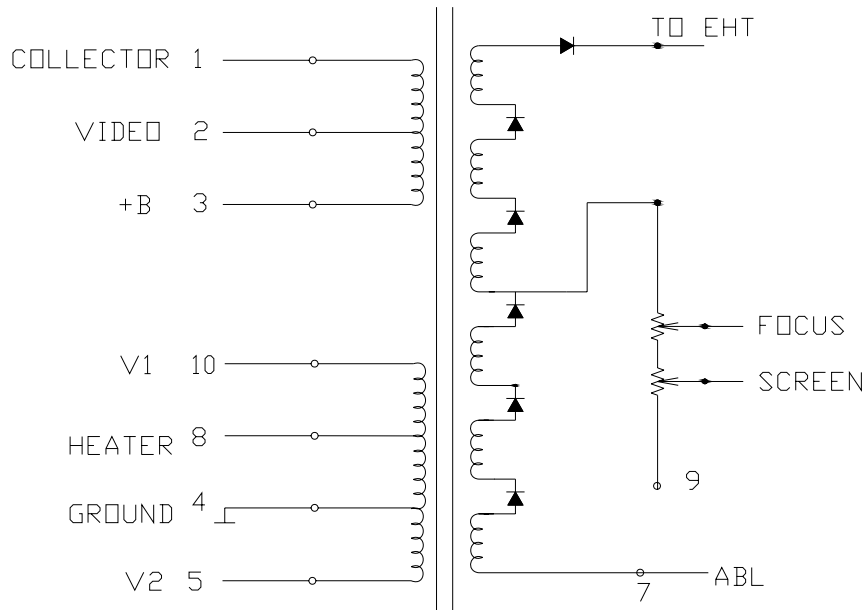 COLLECTOR 1
VIDEO 2
+B 3
V1 10
HEATER 8
GROUND 4
V2 5
TO EHT
FOCUS
SCREEN
9
ABL
7